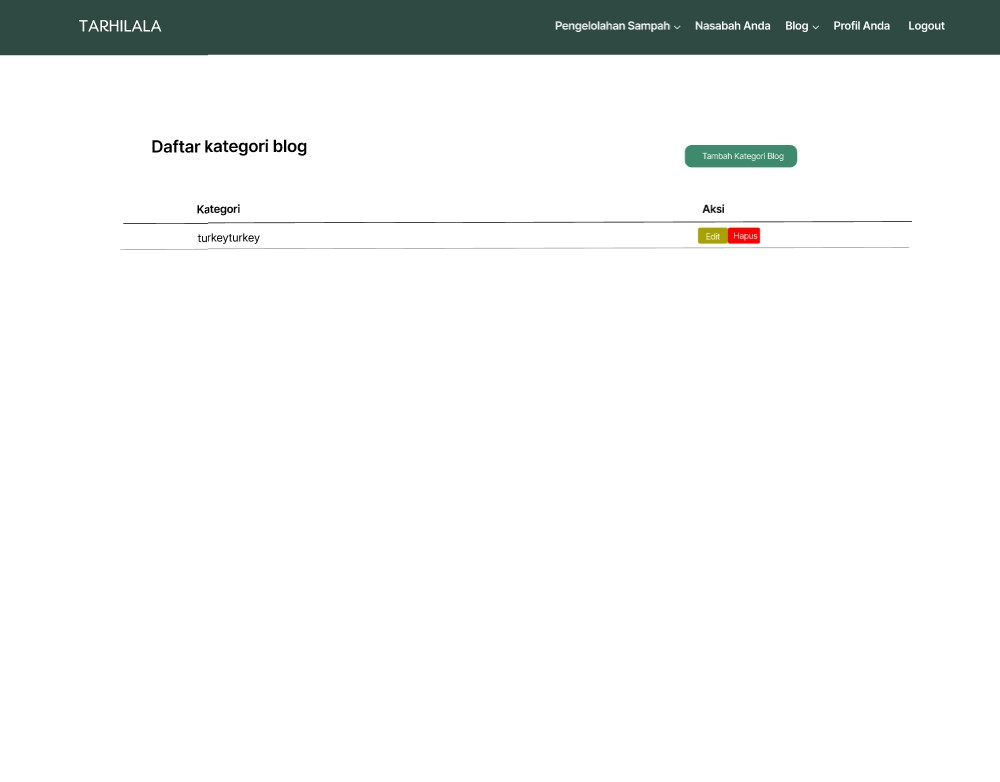 TARHILALA Pengelolahan Sampah Nasabah Anda Blog Profil Anda Logout
Daftar kategori blog
Tambah Kategori Blog
Kategori Aksi
turkeyturkey Edit Hapus